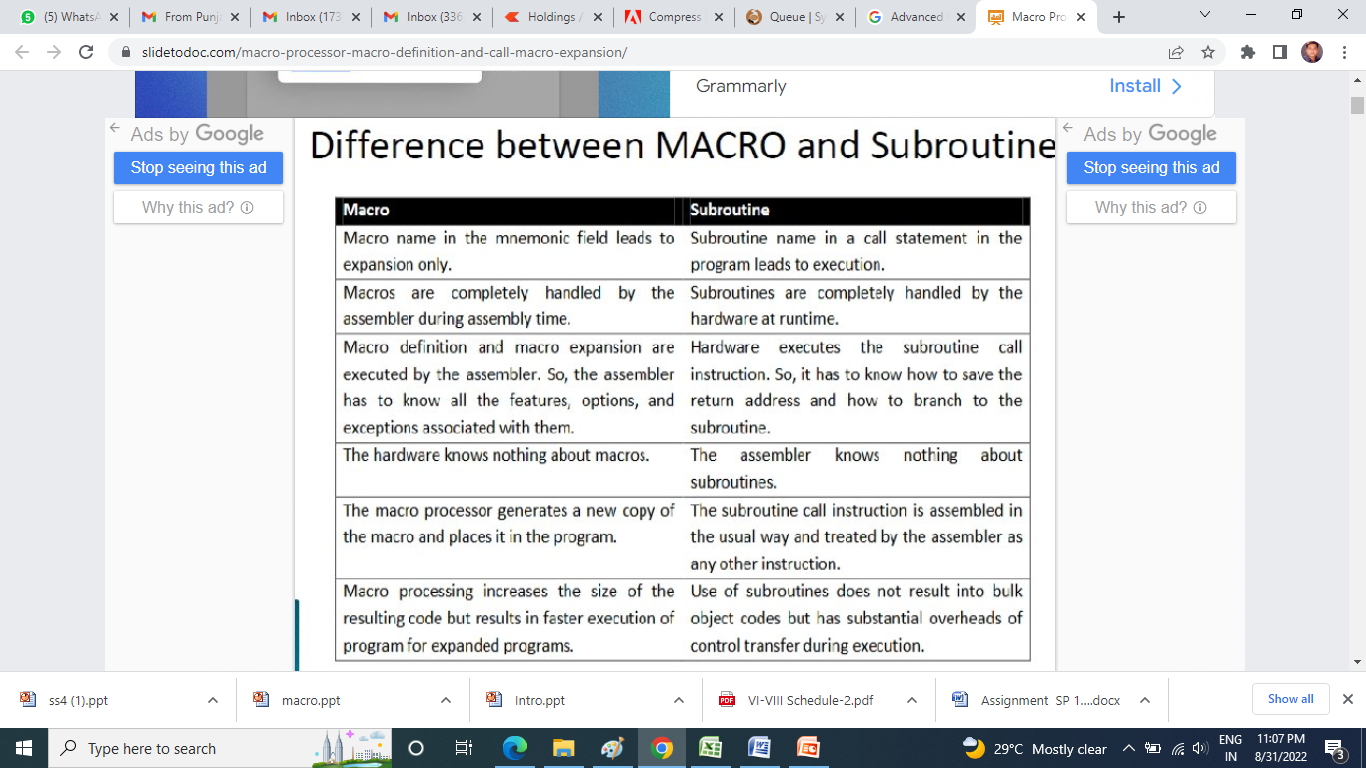 (5) WhatsA
From Punj
Inbox (173
Inbox (336
Holdings /
Compress
Queue | Sy
Advanced
Macro Pro
slidetodoc.com/macro-processor-macro-definition-and-call-macro-expansion/
Grammarly
Install
Ads by Google
Stop seeing this ad
Why this ad?
Ads by Google
Stop seeing this ad
Why this ad?
Difference between MACRO and Subroutine
Macro
Subroutine
Macro name in the mnemonic field leads to
expansion only.
Subroutine name in a call statement in the
program leads to execution.
Macros are completely handled by the
assembler during assembly time.
Subroutines are completely handled by the
hardware at runtime.
Macro definition and macro expansion are
executed by the assembler. So, the assembler
has to know all the features, options, and
exceptions associated with them.
Hardware executes the subroutine call
instruction. So, it has to know how to save the
return address and how to branch to the
subroutine.
The hardware knows nothing about macros.
The assembler knows nothing about
subroutines.
The macro processor generates a new copy of
the macro and places it in the program.
The subroutine call instruction is assembled in
the usual way and treated by the assembler as
any other instruction.
Macro processing increases the size of the
resulting code but results in faster execution of
program for expanded programs.
Use of subroutines does not result into bulk
object codes but has substantial overheads of
control transfer during execution.
ss4 (1).ppt
macro.ppt
Intro.ppt
VI-VIII Schedule-2.pdf
Assignment SP 1....docx
Show all
Type here to search
29°C Mostly clear
ENG
IN
11:07 PM
8/31/2022
3